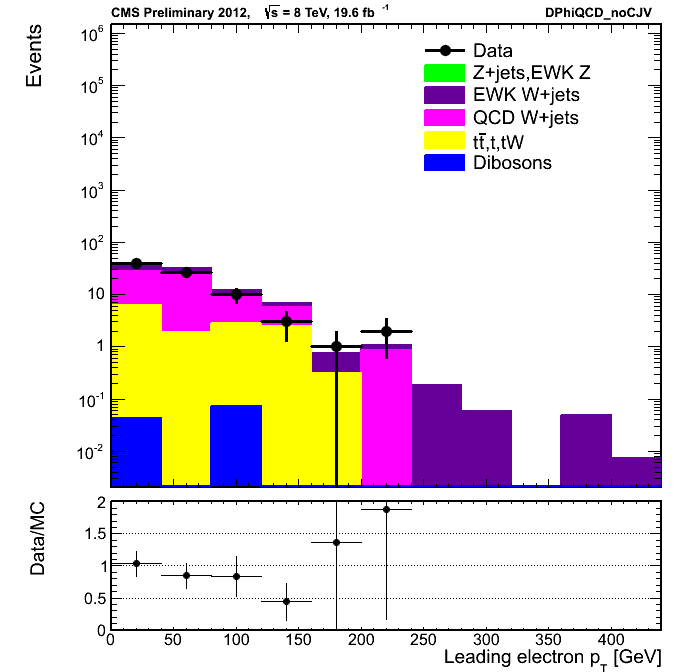 CMS Preliminary 2012, √s = 8 TeV, 19.6 fb⁻¹ DPhiQCD_noCJV
Events
10⁶
10⁵
10⁴
10³
10²
10
1
10⁻¹
10⁻²
Data
Z+jets,EWK Z
EWK W+jets
QCD W+jets
tt̄,t,tW
Dibosons
Data/MC
2
1.5
1
0.5
0
0 50 100 150 200 250 300 350 400
Leading electron p_T [GeV]